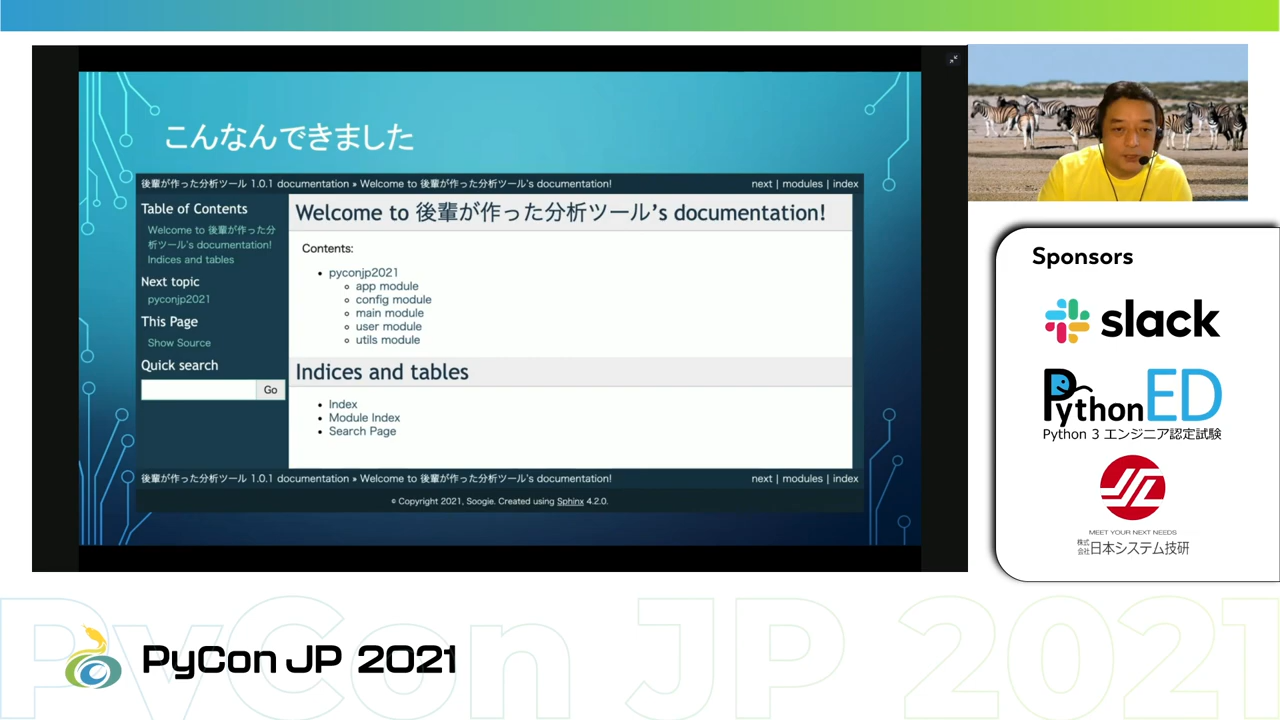 こんなんできました
後輩が作った分析ツール 1.0.1 documentation » Welcome to 後輩が作った分析ツール's documentation!
next | modules | index
Table of Contents
Welcome to 後輩が作った分
析ツール's documentation!
Indices and tables
Next topic
pyconjp2021
This Page
Show Source
Quick search
Go
Welcome to 後輩が作った分析ツール's documentation!
Contents:
• pyconjp2021
◦ app module
◦ config module
◦ main module
◦ user module
◦ utils module
Indices and tables
• Index
• Module Index
• Search Page
後輩が作った分析ツール 1.0.1 documentation » Welcome to 後輩が作った分析ツール's documentation!
next | modules | index
© Copyright 2021, Soogie. Created using Sphinx 4.2.0.
Sponsors
slack
PythonED
Python 3 エンジニア認定試験
MEET YOUR NEXT NEEDS
株式会社日本システム技研
PyCon JP 2021
PyCon JP 2021